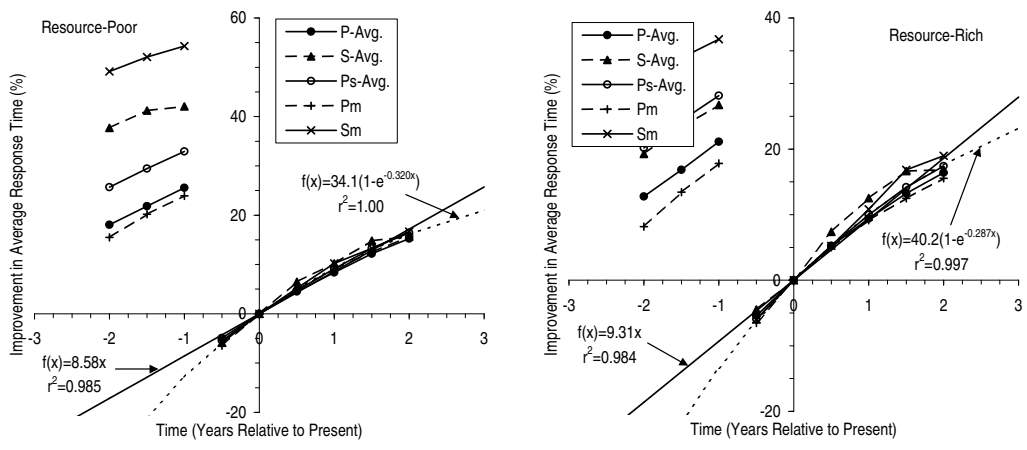 Resource-Poor
Improvement in Average Response Time (%)
60
40
20
0
-20
-3
-2
-1
0
1
2
3
P-Avg.
S-Avg.
Ps-Avg.
Pm
Sm
f(x)=34.1(1-e^-0.320x)
r²=1.00
f(x)=8.58x
r²=0.985
Time (Years Relative to Present)
Resource-Rich
Improvement in Average Response Time (%)
40
20
0
-20
-3
-2
-1
0
1
2
3
P-Avg.
S-Avg.
Ps-Avg.
Pm
Sm
f(x)=40.2(1-e^-0.287x)
r²=0.997
f(x)=9.31x
r²=0.984
Time (Years Relative to Present)